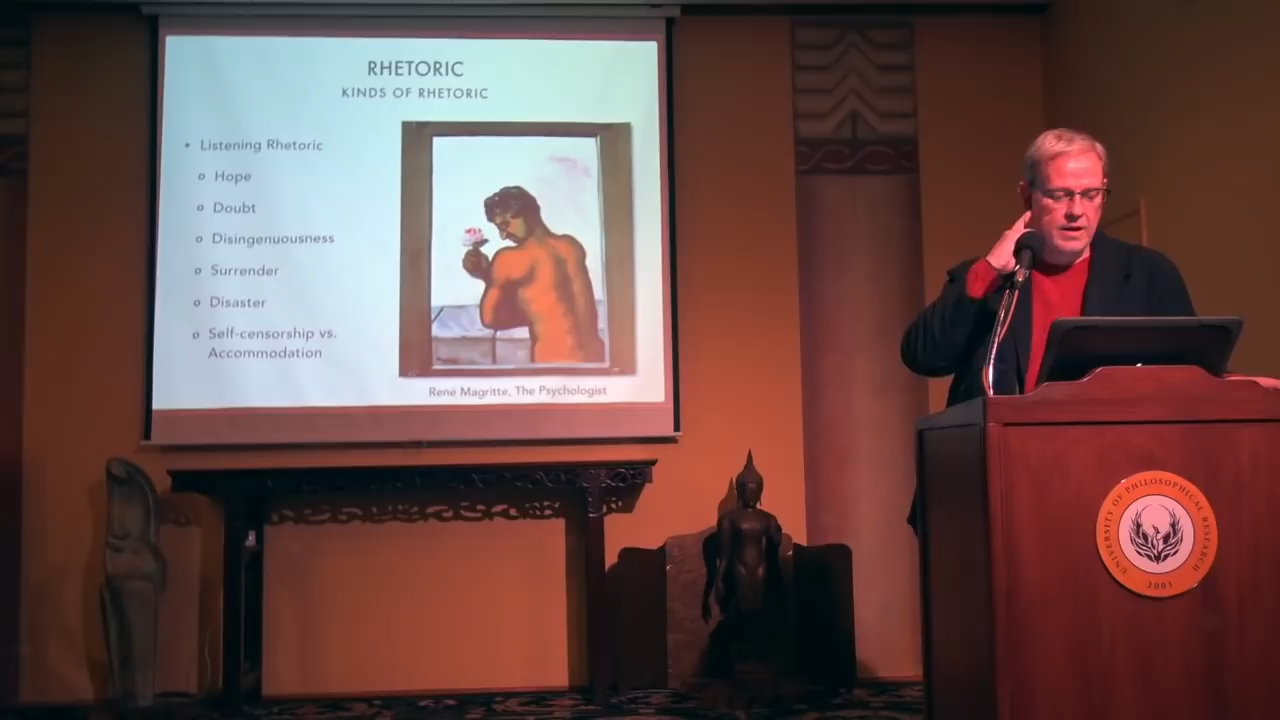 RHETORIC
KINDS OF RHETORIC
• Listening Rhetoric
o Hope
o Doubt
o Disingenuousness
o Surrender
o Disaster
o Self-censorship vs.
Accommodation
René Magritte, The Psychologist
UNIVERSITY OF PHILOSOPHICAL RESEARCH
2001